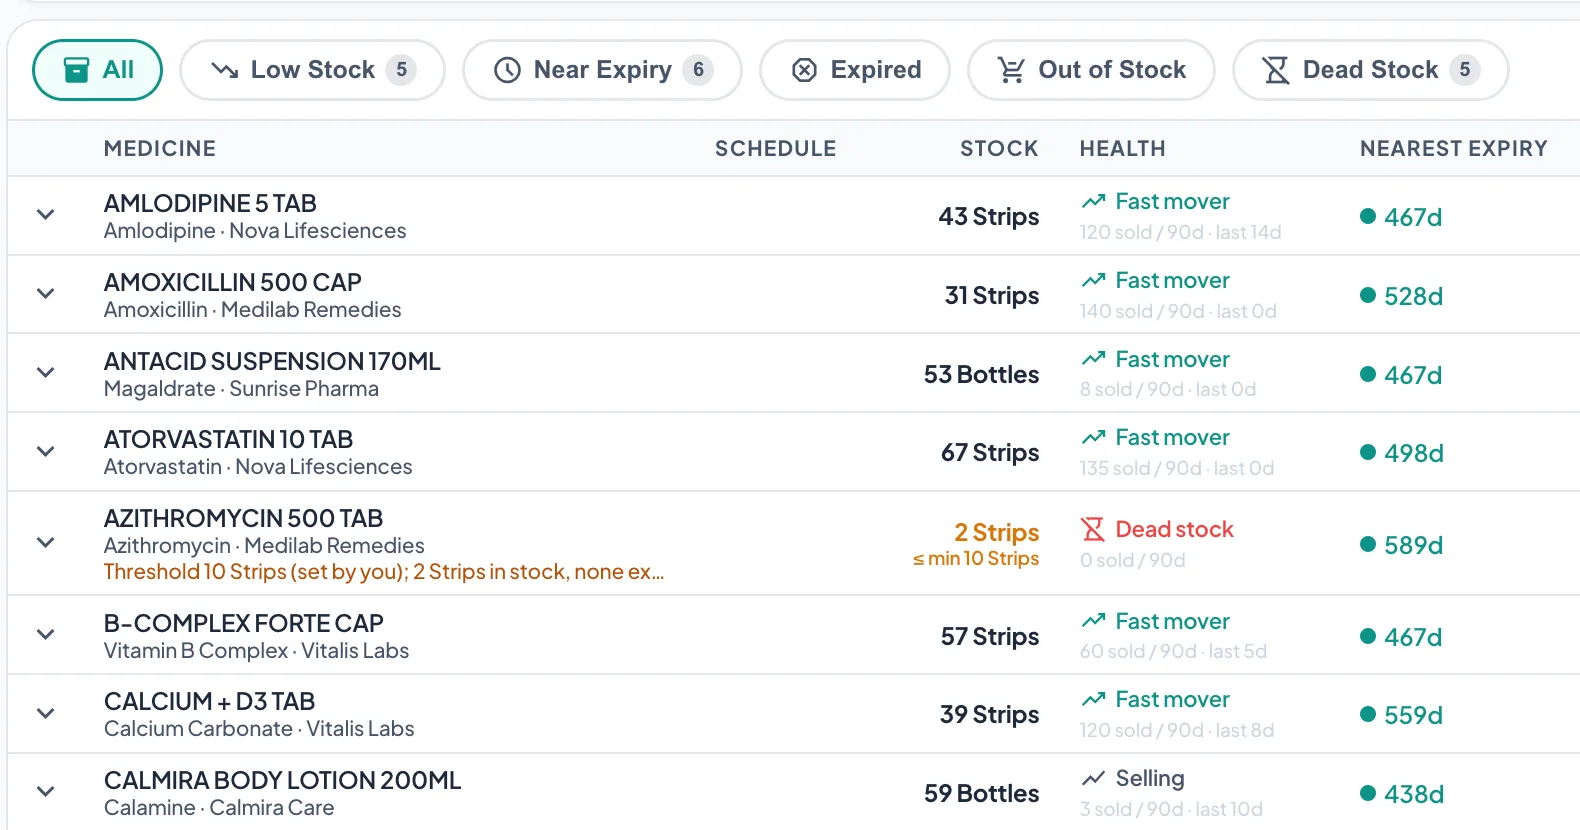 All
Low Stock 5
Near Expiry 6
Expired
Out of Stock
Dead Stock 5
MEDICINE SCHEDULE STOCK HEALTH NEAREST EXPIRY
AMLODIPINE 5 TAB
Amlodipine · Nova Lifesciences
43 Strips
Fast mover
120 sold / 90d · last 14d
467d
AMOXICILLIN 500 CAP
Amoxicillin · Medilab Remedies
31 Strips
Fast mover
140 sold / 90d · last 0d
528d
ANTACID SUSPENSION 170ML
Magaldrate · Sunrise Pharma
53 Bottles
Fast mover
8 sold / 90d · last 0d
467d
ATORVASTATIN 10 TAB
Atorvastatin · Nova Lifesciences
67 Strips
Fast mover
135 sold / 90d · last 0d
498d
AZITHROMYCIN 500 TAB
Azithromycin · Medilab Remedies
Threshold 10 Strips (set by you); 2 Strips in stock, none ex...
2 Strips
≤ min 10 Strips
Dead stock
0 sold / 90d
589d
B-COMPLEX FORTE CAP
Vitamin B Complex · Vitalis Labs
57 Strips
Fast mover
60 sold / 90d · last 5d
467d
CALCIUM + D3 TAB
Calcium Carbonate · Vitalis Labs
39 Strips
Fast mover
120 sold / 90d · last 8d
559d
CALMIRA BODY LOTION 200ML
Calamine · Calmira Care
59 Bottles
Selling
3 sold / 90d · last 10d
438d